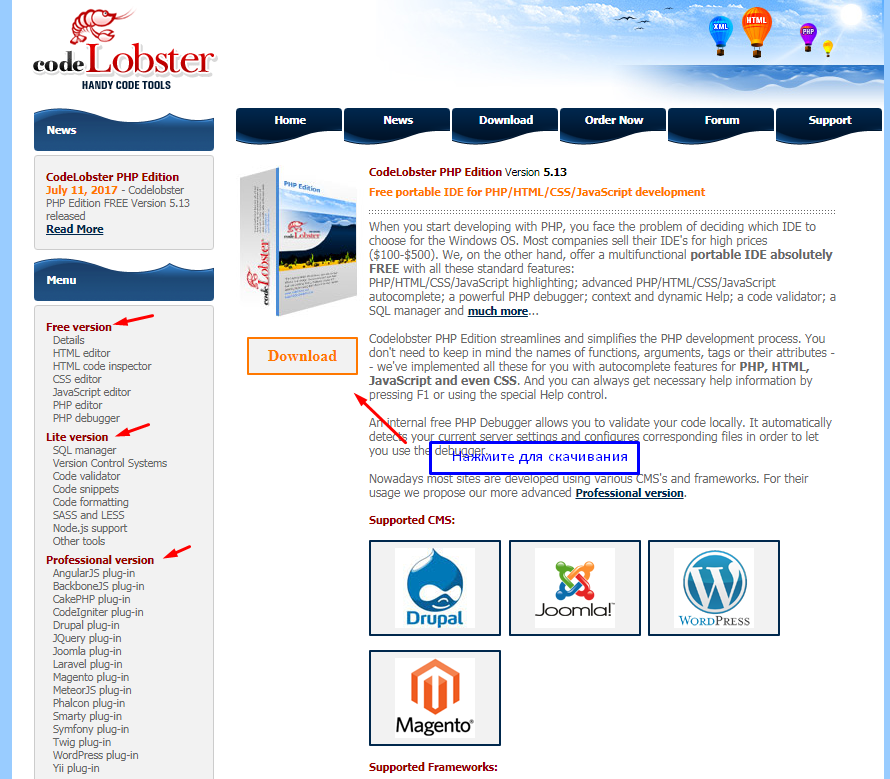 codeLobster
HANDY CODE TOOLS
XML
HTML
PHP
News
CodeLobster PHP Edition
July 11, 2017 - Codelobster
PHP Edition FREE Version 5.13
released
Read More
Menu
Free version
Details
HTML editor
HTML code inspector
CSS editor
JavaScript editor
PHP editor
PHP debugger
Lite version
SQL manager
Version Control Systems
Code validator
Code snippets
Code formatting
SASS and LESS
Node.js support
Other tools
Professional version
AngularJS plug-in
BackboneJS plug-in
CakePHP plug-in
CodeIgniter plug-in
Drupal plug-in
JQuery plug-in
Joomla plug-in
Laravel plug-in
Magento plug-in
MeteorJS plug-in
Phalcon plug-in
Smarty plug-in
Symfony plug-in
Twig plug-in
WordPress plug-in
Yii plug-in
Home
News
Download
Order Now
Forum
Support
PHP Edition
codeLobster
codeLobster
Download
CodeLobster PHP Edition Version 5.13
Free portable IDE for PHP/HTML/CSS/JavaScript development
When you start developing with PHP, you face the problem of deciding which IDE to
choose for the Windows OS. Most companies sell their IDE's for high prices
($100-$500). We, on the other hand, offer a multifunctional portable IDE absolutely
FREE with all these standard features:
PHP/HTML/CSS/JavaScript highlighting; advanced PHP/HTML/CSS/JavaScript
autocomplete; a powerful PHP debugger; context and dynamic Help; a code validator; a
SQL manager and much more...
Codelobster PHP Edition streamlines and simplifies the PHP development process. You
don't need to keep in mind the names of functions, arguments, tags or their attributes -
- we've implemented all these for you with autocomplete features for PHP, HTML,
JavaScript and even CSS. And you can always get necessary help information by
pressing F1 or using the special Help control.
An internal free PHP Debugger allows you to validate your code locally. It automatically
detects your current server settings and configures corresponding files in order to let
you use the debugger.
Нажмите для скачивания
Nowadays most sites are developed using various CMS's and frameworks. For their
usage we propose our more advanced Professional version.
Supported CMS:
Drupal
Joomla!
WORDPRESS
Magento
Supported Frameworks: